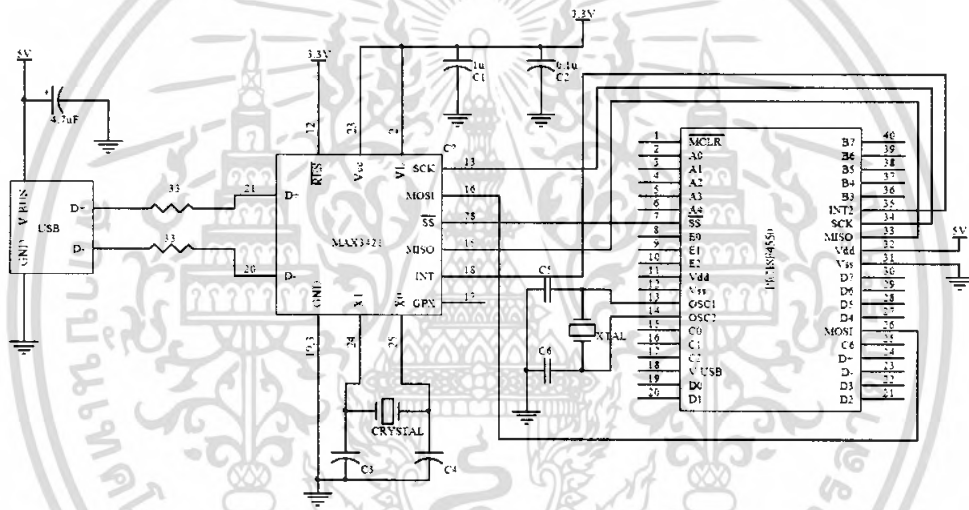 5V
4.7uF
V BUS
GND
USB
D+
D-
33
33
21
20
3.3V
12
23
2
1u
C1
0.1u
C2
3.3V
RES
Vcc
VL
D+
D-
MAX3421
SCK
MOSI
SS
MISO
INT
GPX
GND
X1
X0
13
16
15
18
17
19,3
24
25
CRYSTAL
C3
C4
C5
C6
XTAL
1 MCLR
2 A0
3 A1
4 A2
5 A3
6 A4
7 SS
8 E0
9 E1
10 E2
11 Vdd
12 Vss
13 OSC1
14 OSC2
15 C0
16 C1
17 C2
18 V USB
19 D0
20 D1
B7 40
B6 39
B5 38
B4 37
B3 36
INT2 35
SCK 34
MISO 33
Vdd 32
Vss 31
D7 30
D6 29
D5 28
D4 27
MOSI 26
C6 25
D+ 24
D- 23
D3 22
D2 21
5V